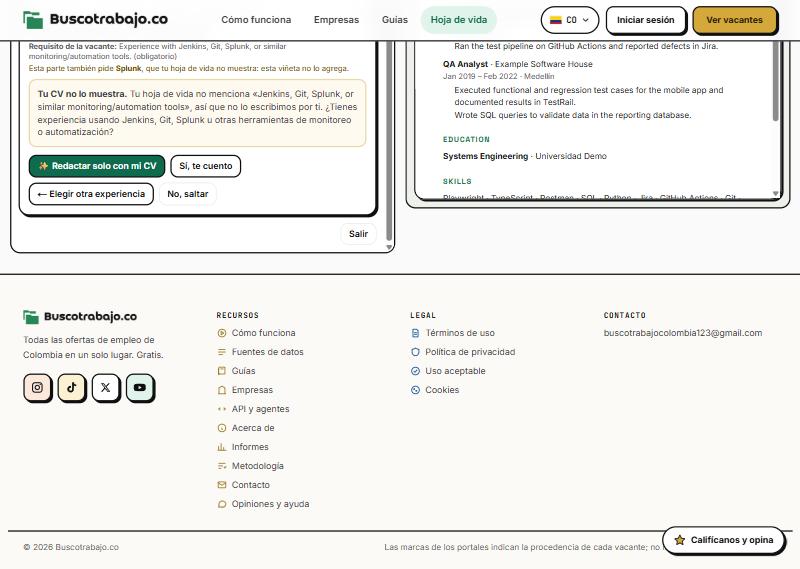 Buscotrabajo.co
Cómo funciona
Empresas
Guías
Hoja de vida
CO
Iniciar sesión
Ver vacantes
Requisito de la vacante: Experience with Jenkins, Git, Splunk, or similar
monitoring/automation tools. (obligatorio)
Esta parte también pide Splunk, que tu hoja de vida no muestra: esta viñeta no lo agrega.
Tu CV no lo muestra. Tu hoja de vida no menciona «Jenkins, Git, Splunk, or
similar monitoring/automation tools», así que no lo escribimos por ti. ¿Tienes
experiencia usando Jenkins, Git, Splunk u otras herramientas de monitoreo
o automatización?
Redactar solo con mi CV
Sí, te cuento
← Elegir otra experiencia
No, saltar
Salir
Ran the test pipeline on GitHub Actions and reported defects in Jira.
QA Analyst · Example Software House
Jan 2019 – Feb 2022 · Medellín
Executed functional and regression test cases for the mobile app and
documented results in TestRail.
Wrote SQL queries to validate data in the reporting database.
EDUCATION
Systems Engineering · Universidad Demo
SKILLS
Playwright · TypeScript · Postman · SQL · Python · Jira · GitHub Actions · Git ·
Buscotrabajo.co
Todas las ofertas de empleo de
Colombia en un solo lugar. Gratis.
RECURSOS
Cómo funciona
Fuentes de datos
Guías
Empresas
API y agentes
Acerca de
Informes
Metodología
Contacto
Opiniones y ayuda
LEGAL
Términos de uso
Política de privacidad
Uso aceptable
Cookies
CONTACTO
buscotrabajocolombia123@gmail.com
© 2026 Buscotrabajo.co
Las marcas de los portales indican la procedencia de cada vacante; no
Califícanos y opina